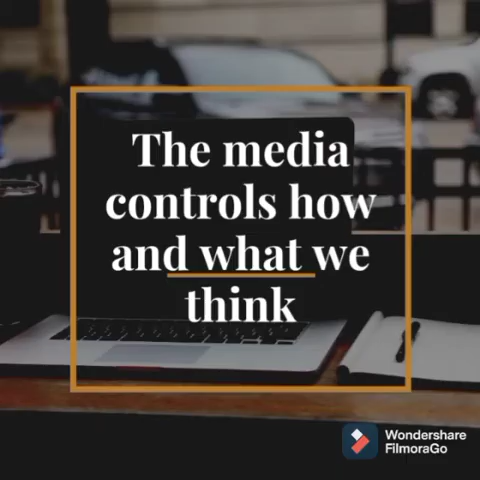 The media
controls how
and what we
think
Wondershare
FilmoraGo